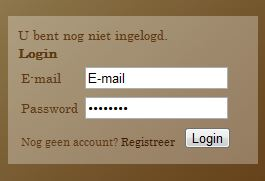 U bent nog niet ingelogd.
Login
E-mail E-mail
Password ••••••••
Nog geen account? Registreer Login